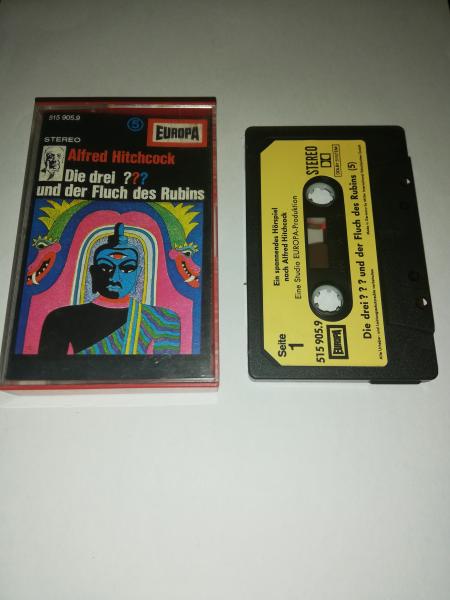 515 905.9
5
EUROPA
STEREO
Alfred Hitchcock
Die drei ???
und der Fluch des Rubins
Ein spannendes Hörspiel
nach Alfred Hitchcock
Eine Studio EUROPA-Produktion
STEREO
Seite
1
515 905.9
EUROPA
Die drei ? ? ? und der Fluch des Rubins (5)